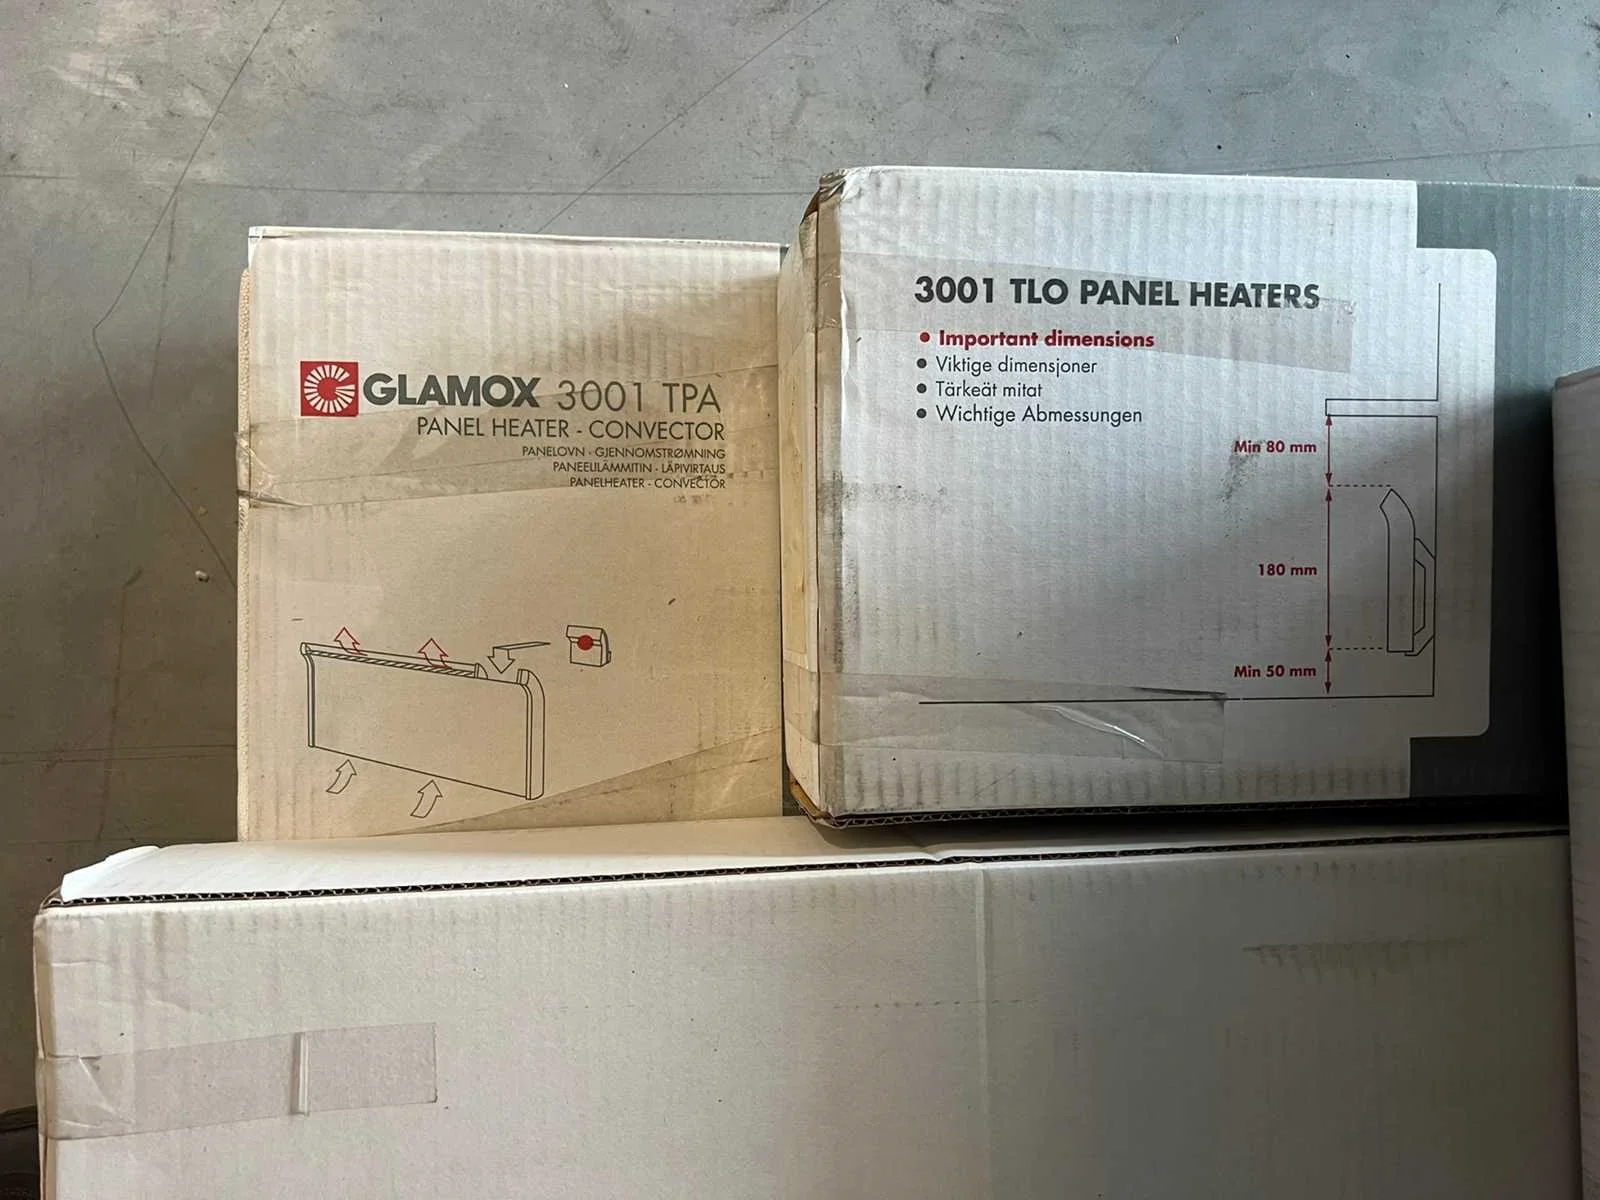 GLAMOX 3001 TPA
PANEL HEATER - CONVECTOR
PANELOVN · GJENNOMSTRØMNING
PANEELILÄMMITIN · LÄPIVIRTAUS
PANELHEATER - CONVECTOR
3001 TLO PANEL HEATERS
• Important dimensions
• Viktige dimensjoner
• Tärkeät mitat
• Wichtige Abmessungen
Min 80 mm
180 mm
Min 50 mm